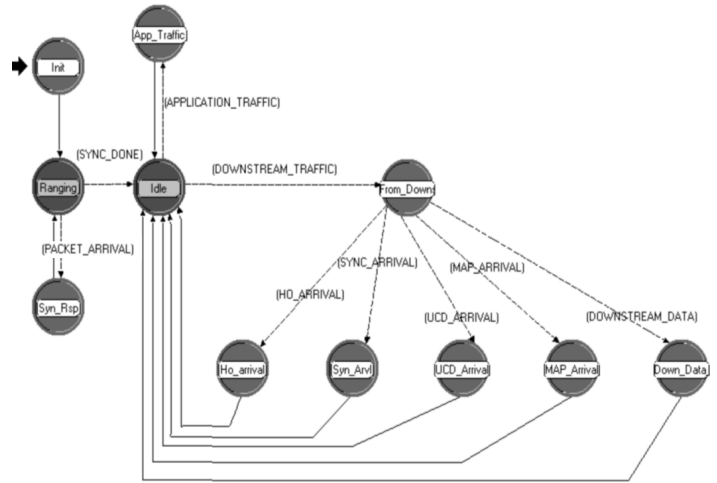 App_Traffic
Init
(APPLICATION_TRAFFIC)
(SYNC_DONE)
(DOWNSTREAM_TRAFFIC)
Ranging
Idle
From_Downs
(PACKET_ARRIVAL)
(SYNC_ARRIVAL)
(MAP_ARRIVAL)
(HO_ARRIVAL)
Syn_Rsp
(UCD_ARRIVAL)
(DOWNSTREAM_DATA)
Ho_arrival
Syn_Arvl
UCD_Arrival
MAP_Arrival
Down_Data